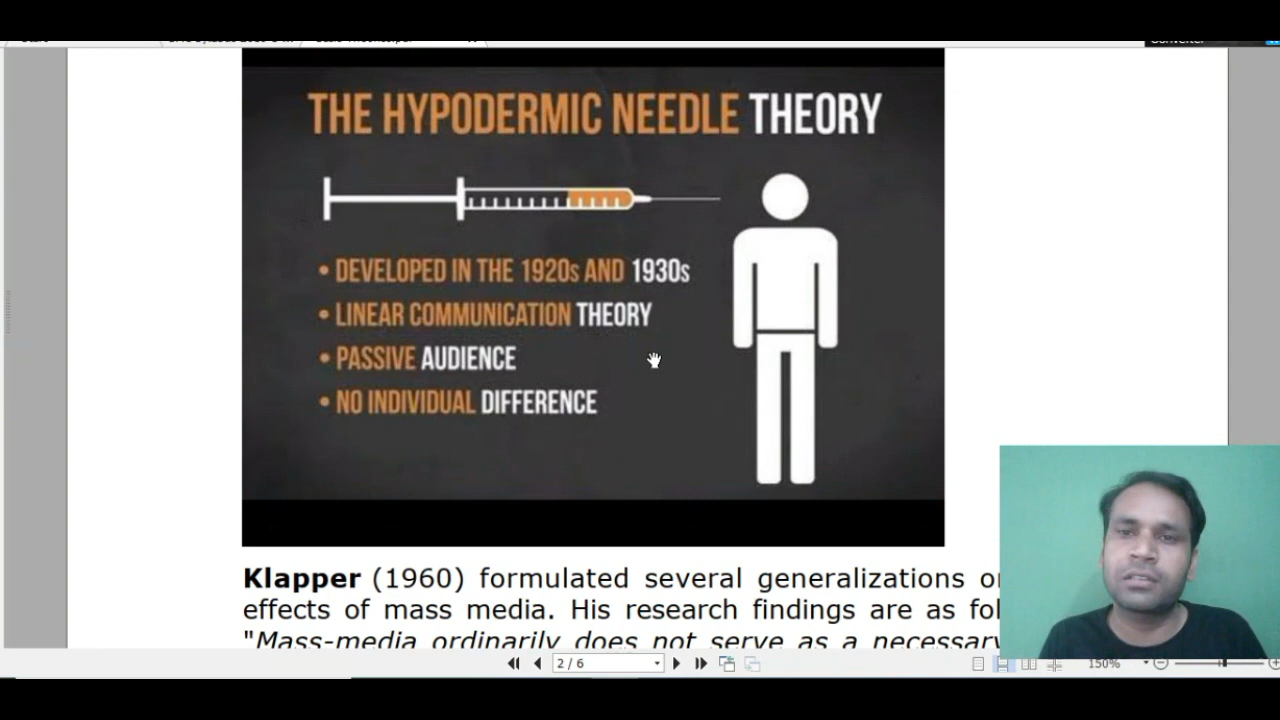 THE HYPODERMIC NEEDLE THEORY
• DEVELOPED IN THE 1920s AND 1930s
• LINEAR COMMUNICATION THEORY
• PASSIVE AUDIENCE
• NO INDIVIDUAL DIFFERENCE
Klapper (1960) formulated several generalizations
effects of mass media. His research findings are as
"Mass-media ordinarily does not serve as a necessary
2 / 6
150%